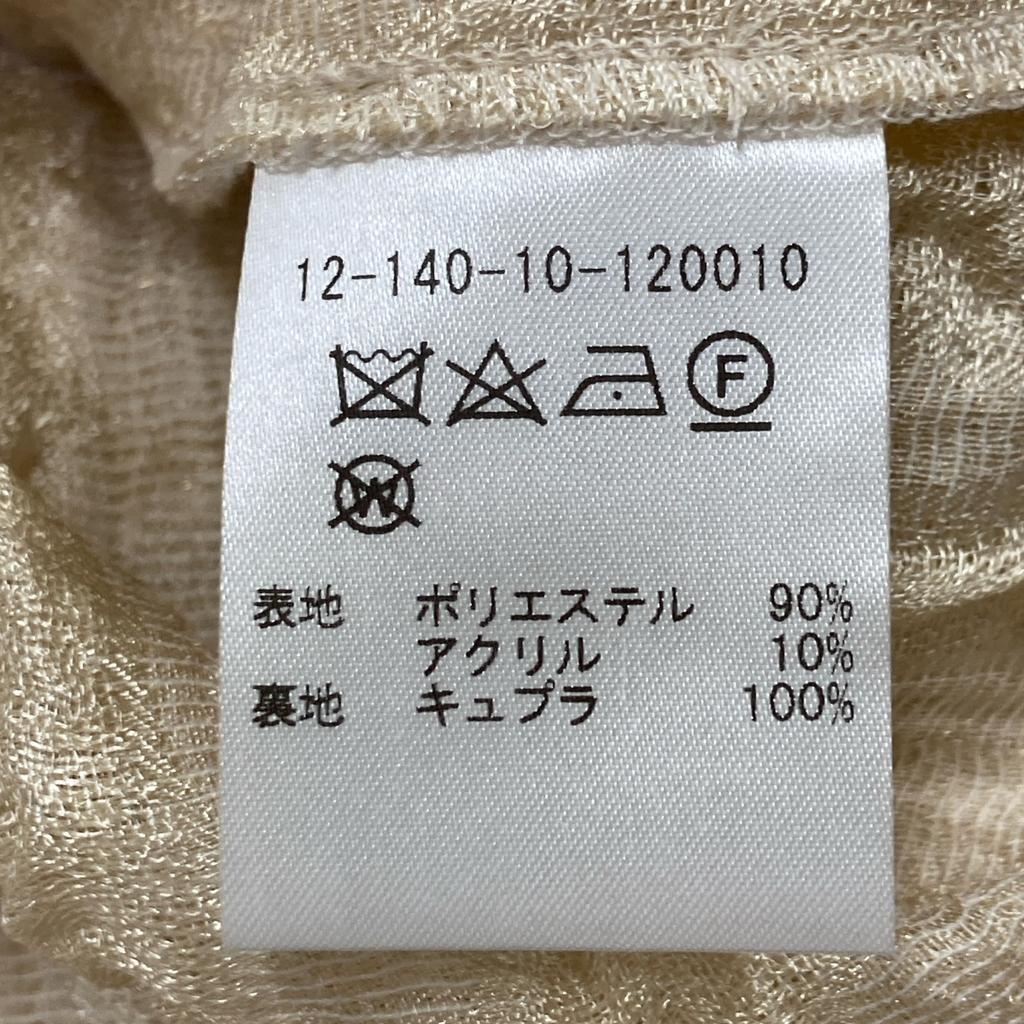 12-140-10-120010
F
W
表地 ポリエステル 90%
アクリル 10%
裏地 キュプラ 100%